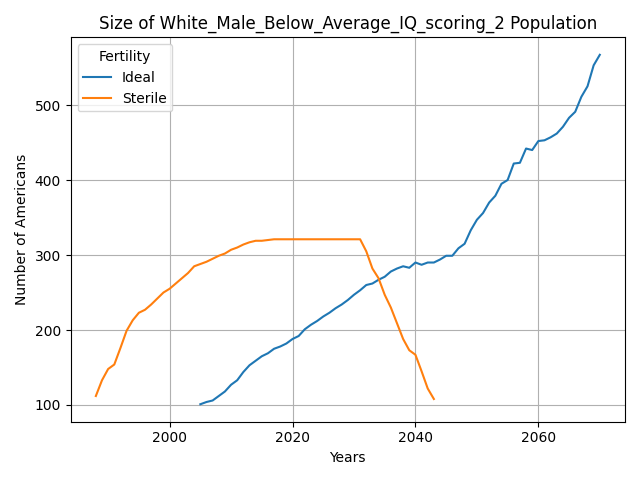 Size of White_Male_Below_Average_IQ_scoring_2 Population
Fertility
Ideal
Sterile
Number of Americans
500
400
300
200
100
2000 2020 2040 2060
Years